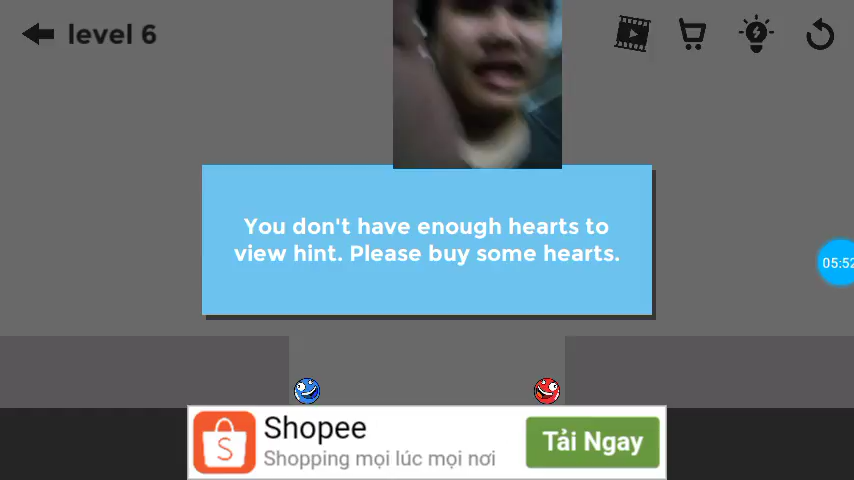 level 6
You don't have enough hearts to
view hint. Please buy some hearts.
05:52
Shopee
Shopping mọi lúc mọi nơi
Tải Ngay